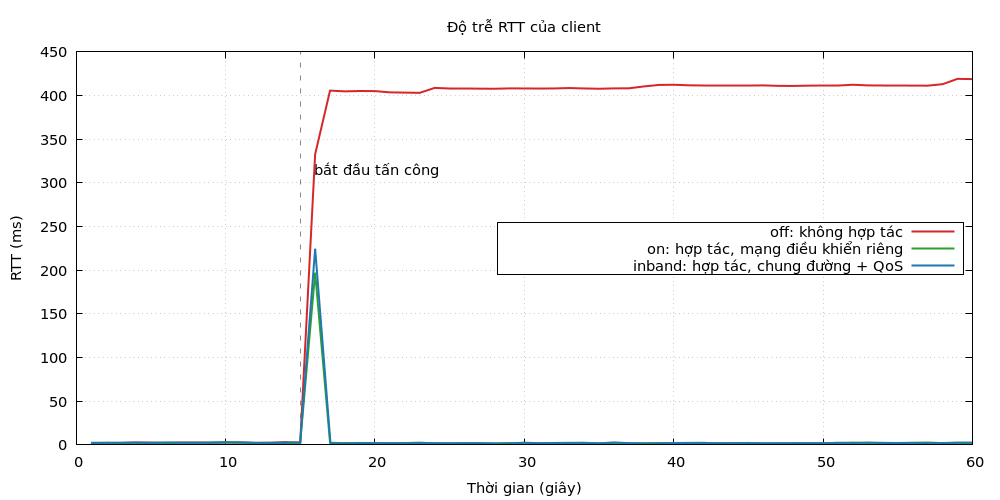 Độ trễ RTT của client
450
400
350
300
250
200
150
100
50
0
RTT (ms)
bắt đầu tấn công
off: không hợp tác
on: hợp tác, mạng điều khiển riêng
inband: hợp tác, chung đường + QoS
0 10 20 30 40 50 60
Thời gian (giây)